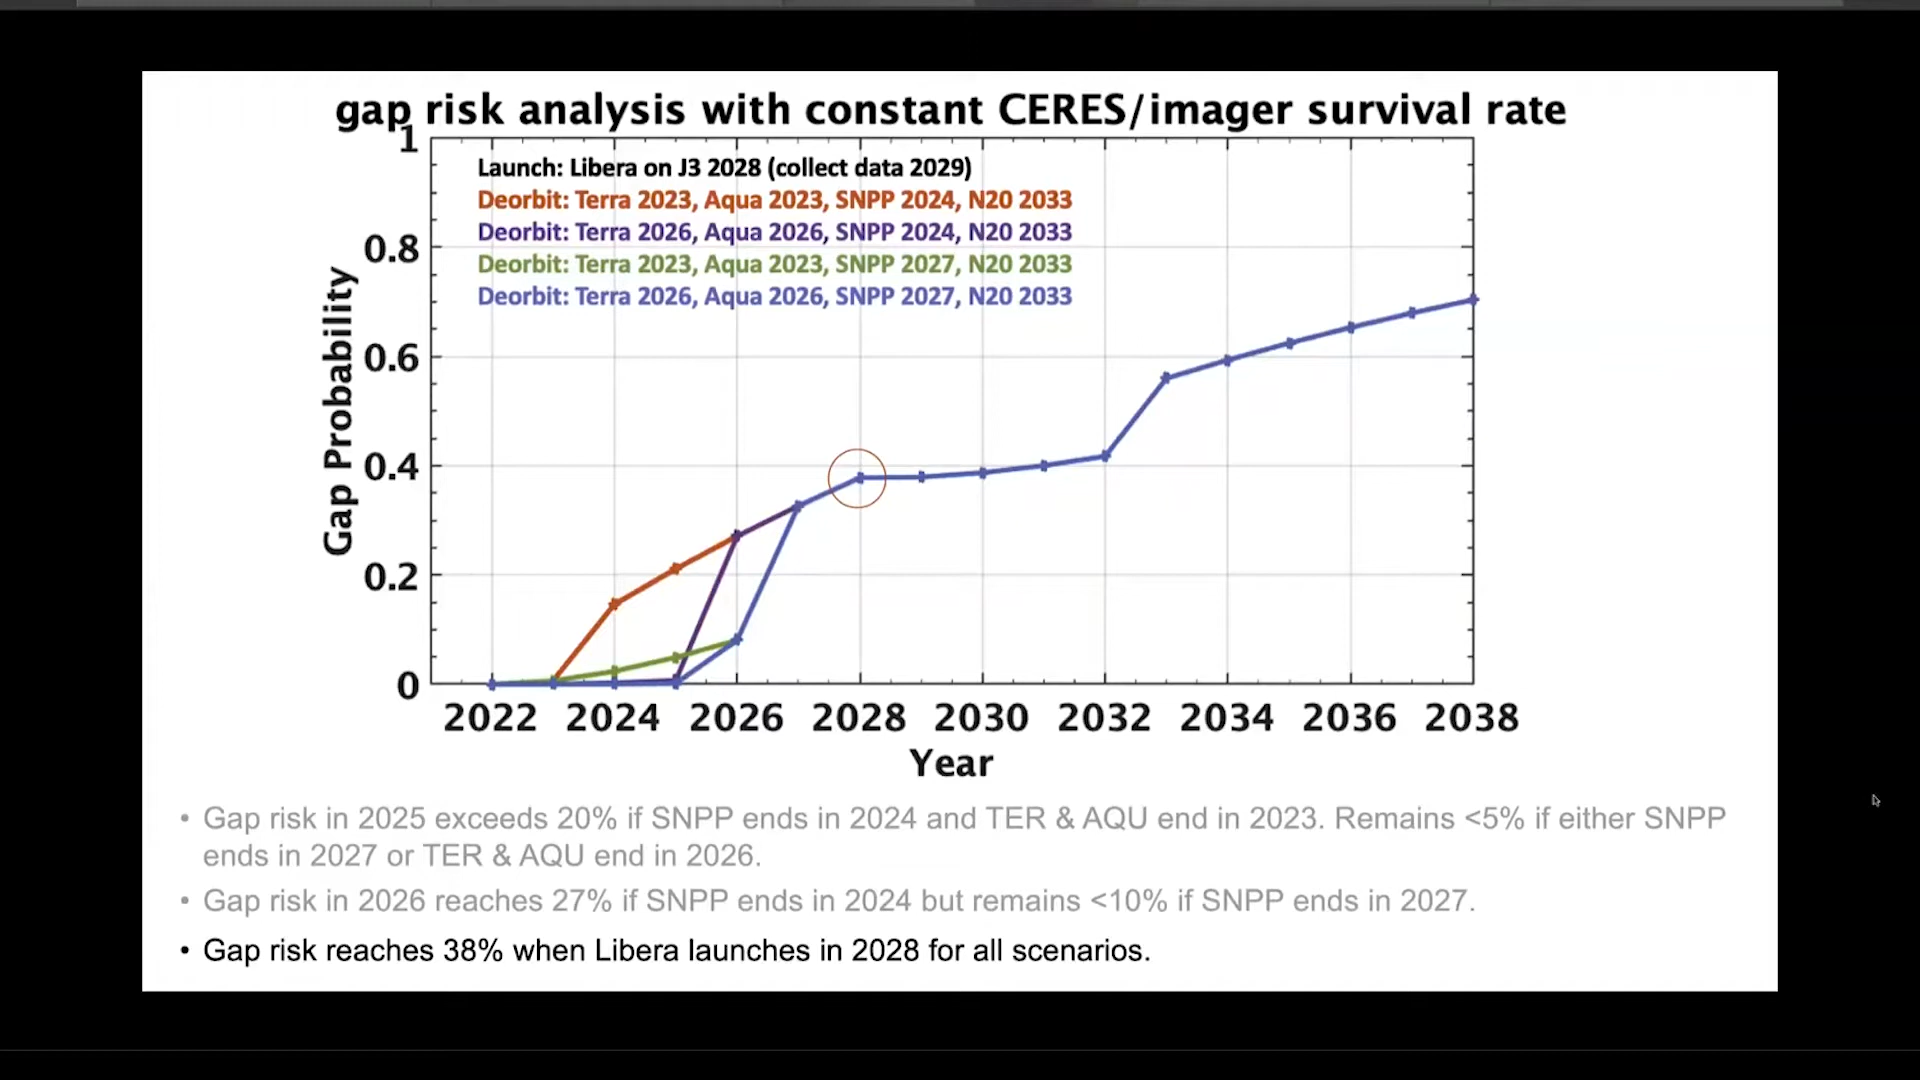 gap risk analysis with constant CERES/imager survival rate
1
Launch: Libera on J3 2028 (collect data 2029)
Deorbit: Terra 2023, Aqua 2023, SNPP 2024, N20 2033
Deorbit: Terra 2026, Aqua 2026, SNPP 2024, N20 2033
Deorbit: Terra 2023, Aqua 2023, SNPP 2027, N20 2033
Deorbit: Terra 2026, Aqua 2026, SNPP 2027, N20 2033
0.8
0.6
0.4
0.2
0
Gap Probability
2022 2024 2026 2028 2030 2032 2034 2036 2038
Year
• Gap risk in 2025 exceeds 20% if SNPP ends in 2024 and TER & AQU end in 2023. Remains <5% if either SNPP
ends in 2027 or TER & AQU end in 2026.
• Gap risk in 2026 reaches 27% if SNPP ends in 2024 but remains <10% if SNPP ends in 2027.
• Gap risk reaches 38% when Libera launches in 2028 for all scenarios.